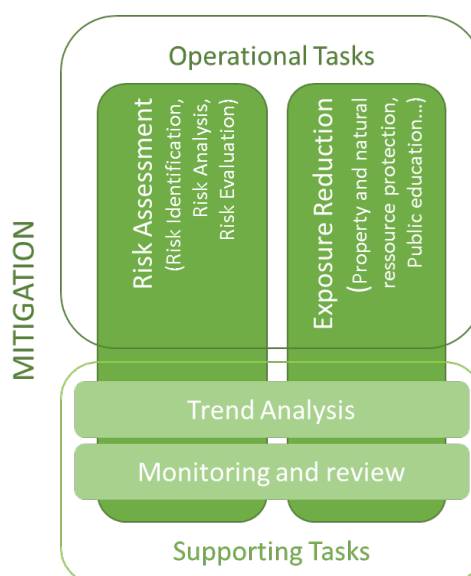 Operational Tasks
MITIGATION
Risk Assessment
(Risk Identification,
Risk Analysis,
Risk Evaluation)
Exposure Reduction
(Property and natural
ressource protection,
Public education...)
Trend Analysis
Monitoring and review
Supporting Tasks